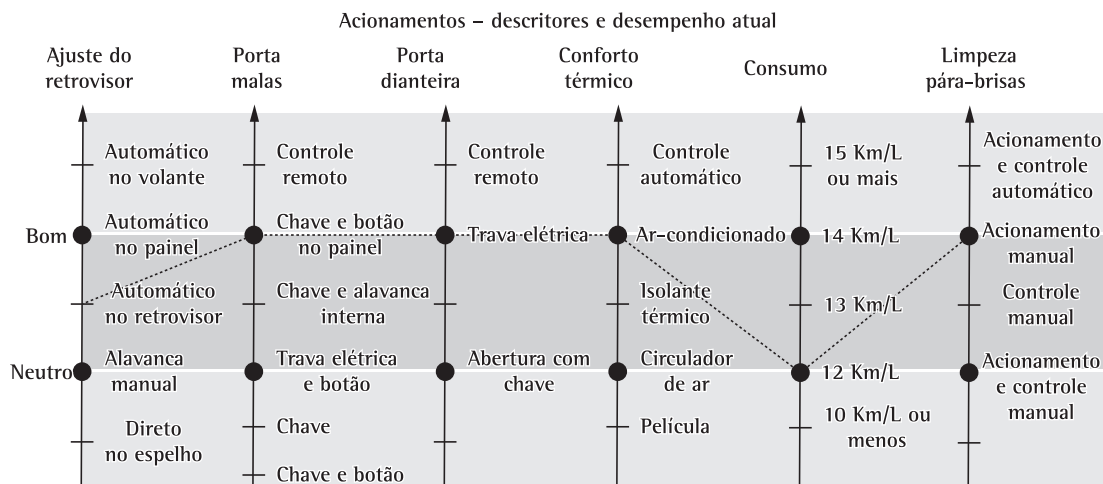 Acionamentos – descritores e desempenho atual
Ajuste do
retrovisor
Porta
malas
Porta
dianteira
Conforto
térmico
Consumo
Limpeza
pára-brisas
Automático
no volante
Controle
remoto
Controle
remoto
Controle
automático
15 Km/L
ou mais
Acionamento
e controle
automático
Bom
Automático
no painel
Chave e botão
no painel
Trava elétrica
Ar-condicionado
14 Km/L
Acionamento
manual
Automático
no retrovisor
Chave e alavanca
interna
Isolante
térmico
13 Km/L
Controle
manual
Neutro
Alavanca
manual
Trava elétrica
e botão
Abertura com
chave
Circulador
de ar
12 Km/L
Acionamento
e controle
manual
Direto
no espelho
Chave
Película
10 Km/L ou
menos
Chave e botão